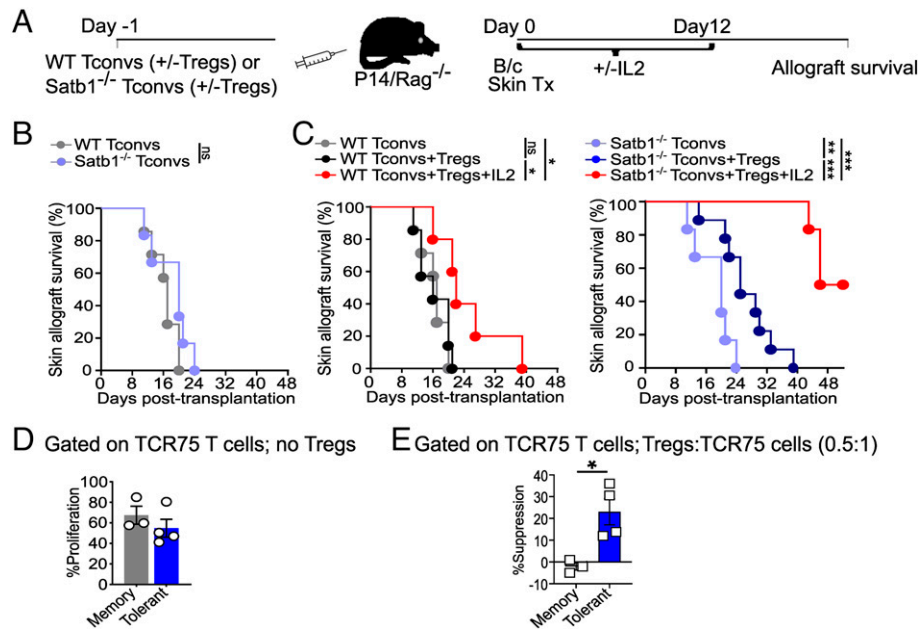 A
Day -1
WT Tconvs (+/-Tregs) or
Satb1-/- Tconvs (+/-Tregs)
P14/Rag-/-
Day 0
Day12
B/c
Skin Tx
+/-IL2
Allograft survival
B
WT Tconvs
Satb1-/- Tconvs
ns
Skin allograft survival (%)
100
80
60
40
20
0
0 8 16 24 32 40 48
Days post-transplantation
C
WT Tconvs
WT Tconvs+Tregs
WT Tconvs+Tregs+IL2
ns
*
*
Skin allograft survival (%)
100
80
60
40
20
0
0 8 16 24 32 40 48
Days post-transplantation
Satb1-/- Tconvs
Satb1-/- Tconvs+Tregs
Satb1-/- Tconvs+Tregs+IL2
**
***
***
Skin allograft survival (%)
100
80
60
40
20
0
0 8 16 24 32 40 48
Days post-transplantation
D Gated on TCR75 T cells; no Tregs
%Proliferation
100
80
60
40
20
0
Memory
Tolerant
E Gated on TCR75 T cells;Tregs:TCR75 cells (0.5:1)
*
%Suppression
40
30
20
10
0
-10
Memory
Tolerant